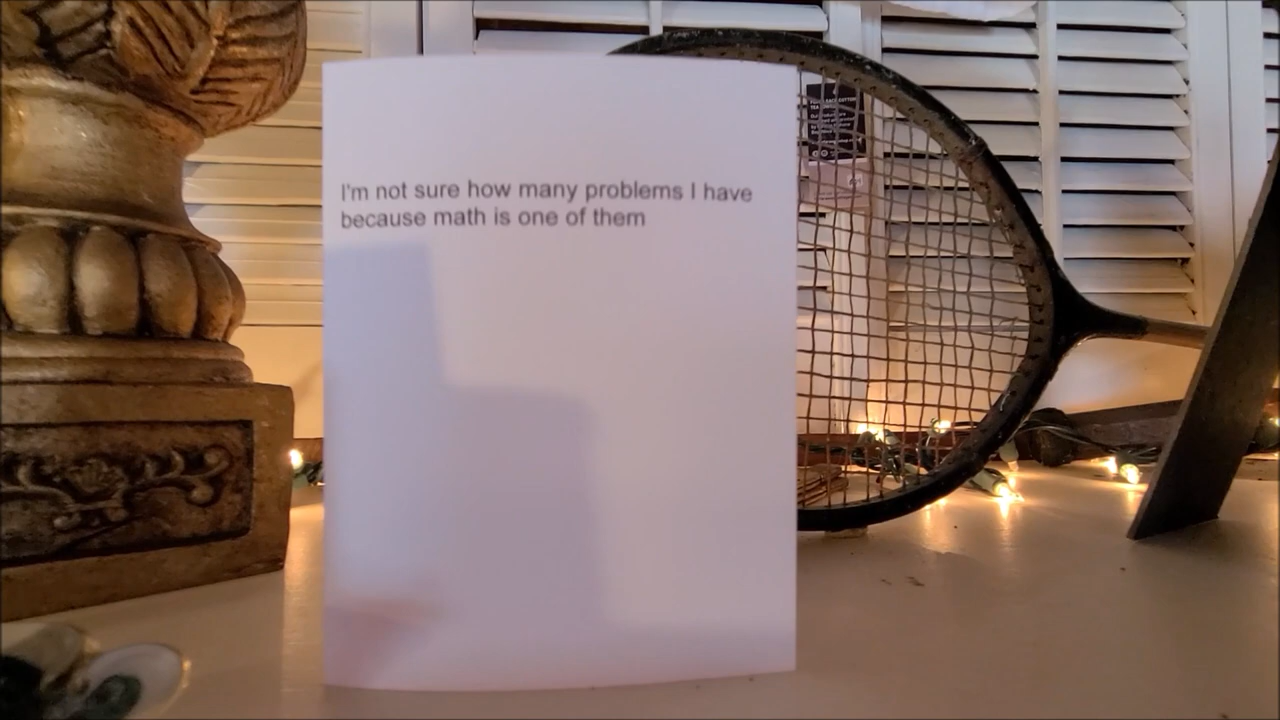 I'm not sure how many problems I have
because math is one of them